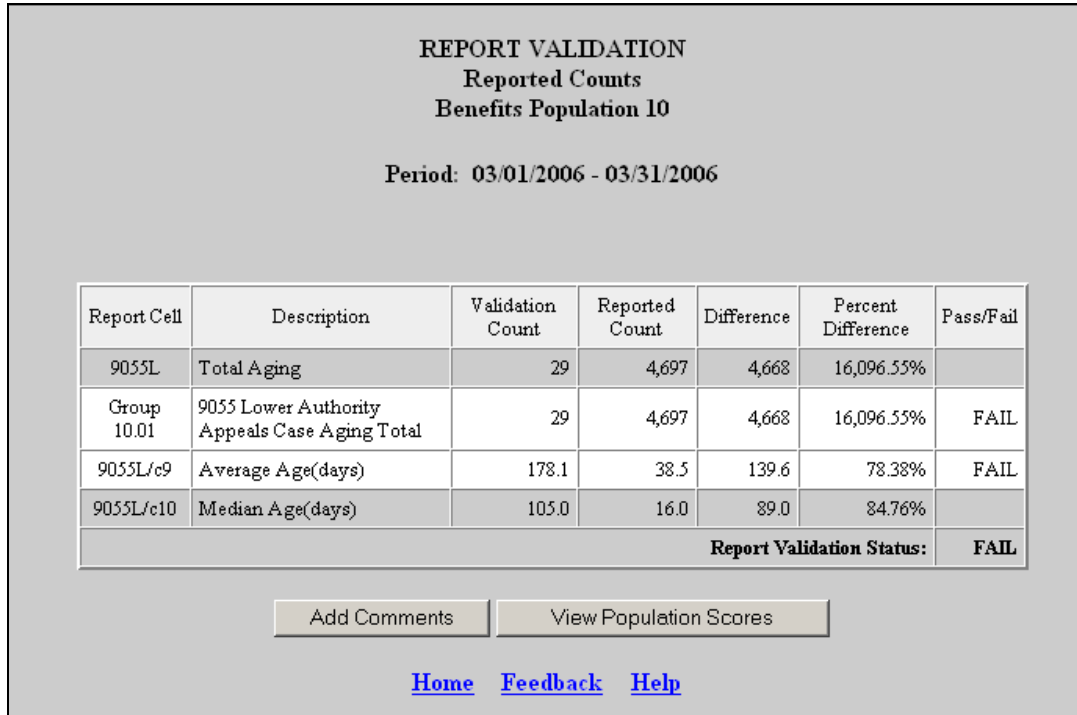 REPORT VALIDATION
Reported Counts
Benefits Population 10
Period: 03/01/2006 - 03/31/2006
Report Cell Description Validation Count Reported Count Difference Percent Difference Pass/Fail
9055L Total Aging 29 4,697 4,668 16,096.55%
Group 10.01 9055 Lower Authority Appeals Case Aging Total 29 4,697 4,668 16,096.55% FAIL
9055L/c9 Average Age(days) 178.1 38.5 139.6 78.38% FAIL
9055L/c10 Median Age(days) 105.0 16.0 89.0 84.76%
Report Validation Status: FAIL
Add Comments View Population Scores
Home Feedback Help